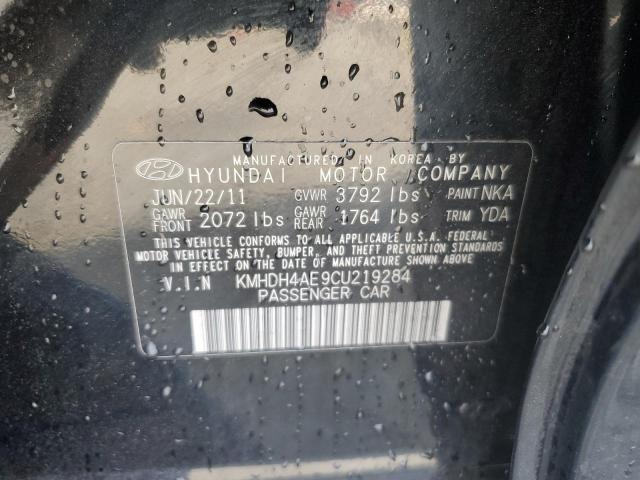 MANUFACTURED IN KOREA BY
HYUNDAI MOTOR COMPANY
JUN/22/11 GVWR 3792 lbs PAINT NKA
GAWR FRONT 2072 lbs GAWR REAR 1764 lbs TRIM YDA
THIS VEHICLE CONFORMS TO ALL APPLICABLE U.S.A. FEDERAL
MOTOR VEHICLE SAFETY, BUMPER, AND THEFT PREVENTION STANDARDS
IN EFFECT ON THE DATE OF MANUFACTURE SHOWN ABOVE.
V.I.N KMHDH4AE9CU219284
PASSENGER CAR